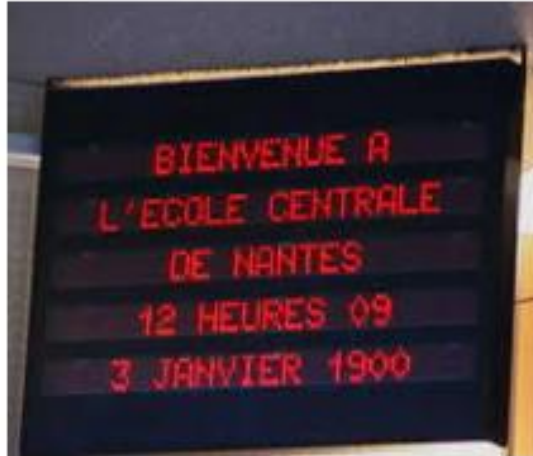 BIENVENUE A
L'ECOLE CENTRALE
DE NANTES
12 HEURES 09
3 JANVIER 1900